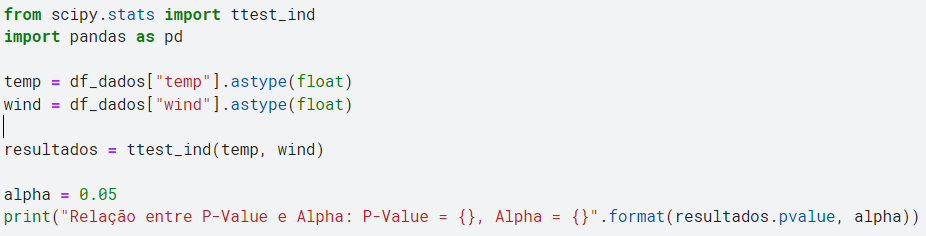 from scipy.stats import ttest_ind
import pandas as pd
temp = df_dados["temp"].astype(float)
wind = df_dados["wind"].astype(float)
resultados = ttest_ind(temp, wind)
alpha = 0.05
print("Relação entre P-Value e Alpha: P-Value = {}, Alpha = {}".format(resultados.pvalue, alpha))